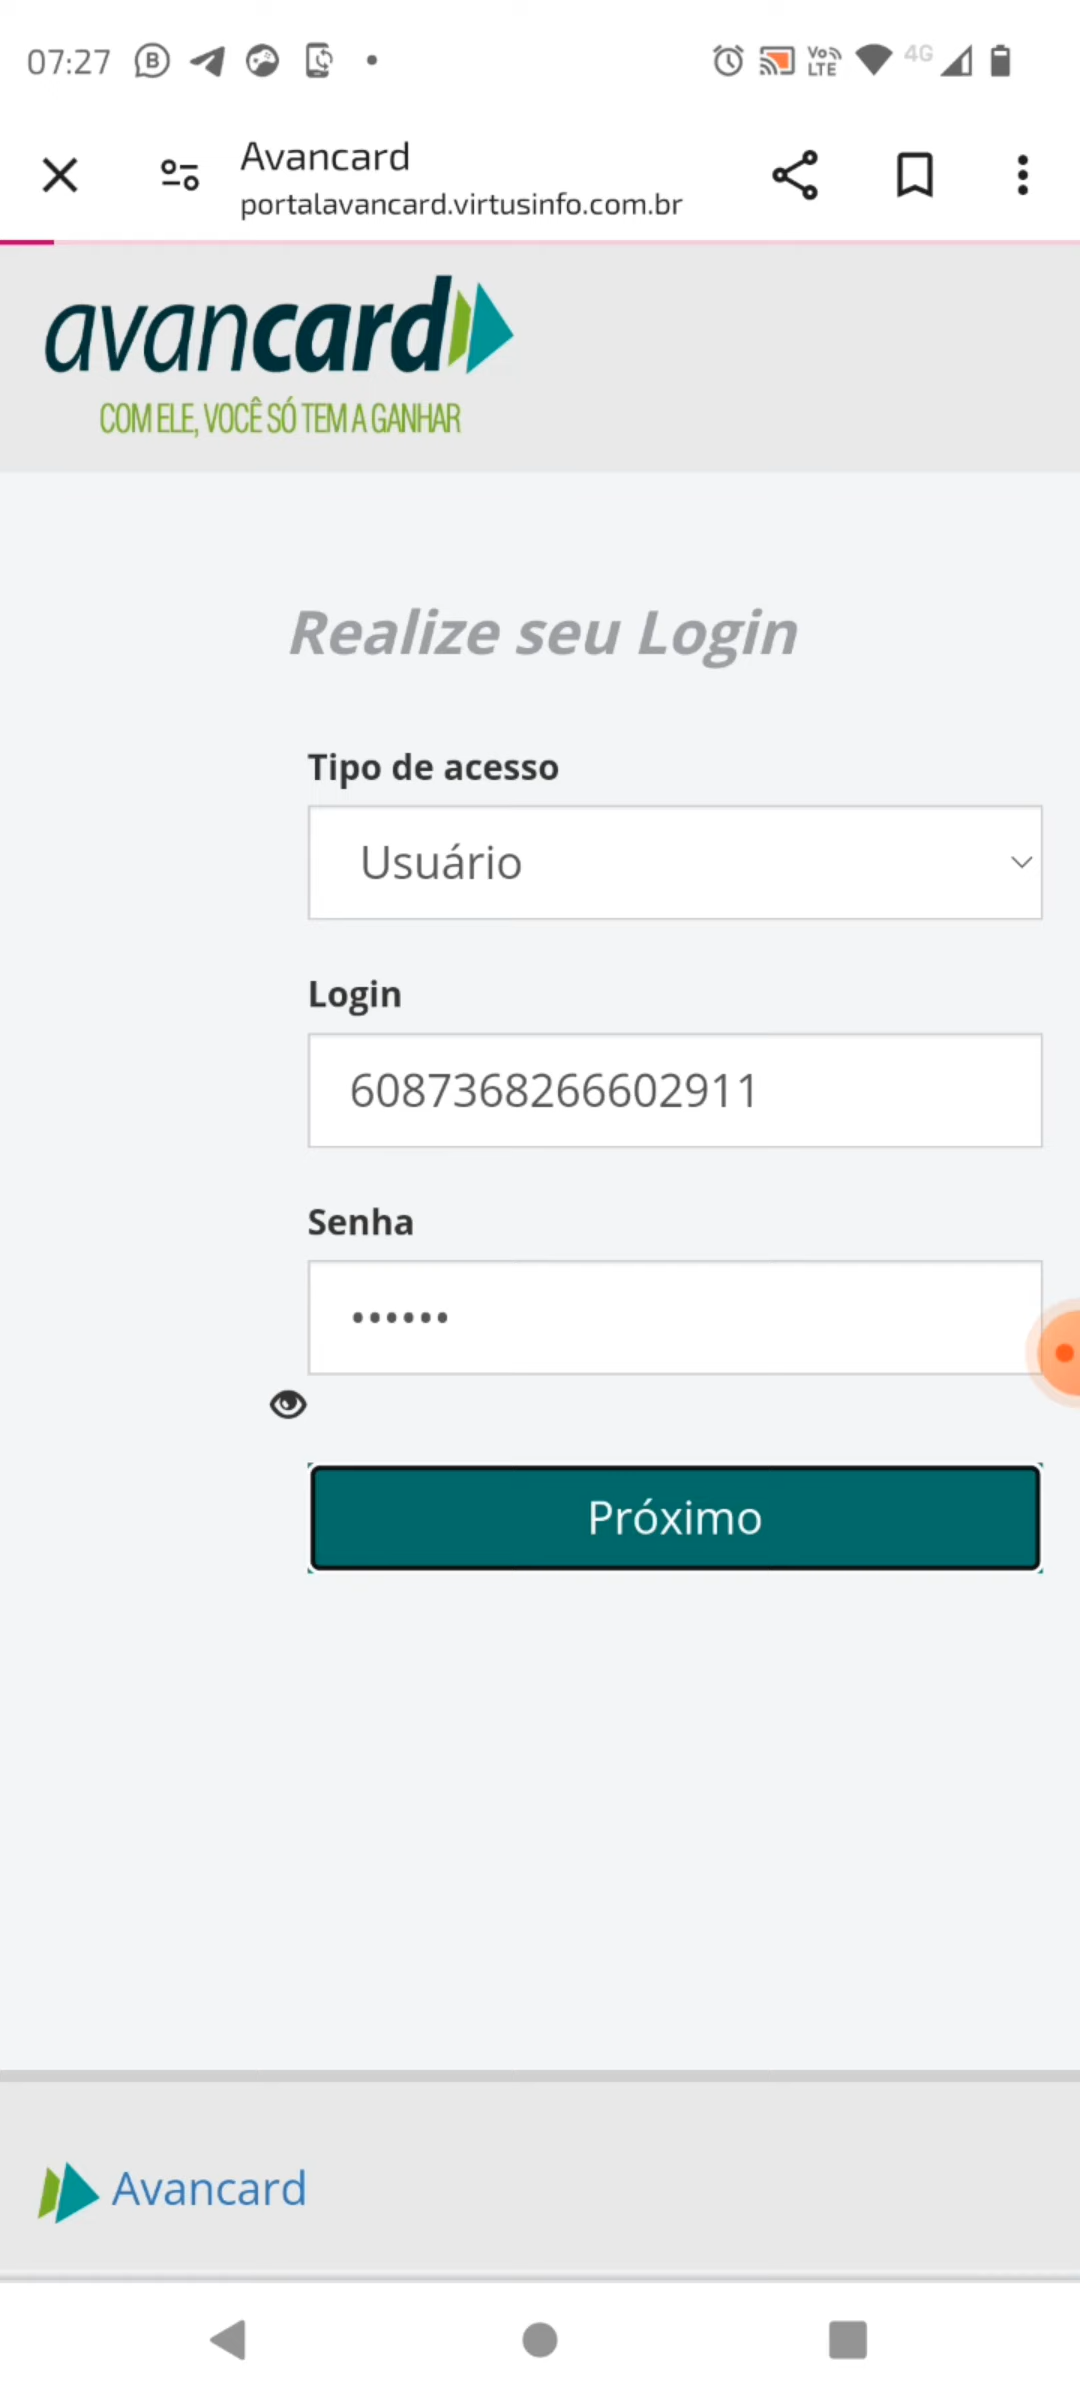 07:27
VoLTE
4G
Avancard
portalavancard.virtusinfo.com.br
avancard
COM ELE, VOCÊ SÓ TEM A GANHAR
Realize seu Login
Tipo de acesso
Usuário
Login
6087368266602911
Senha
••••••
Próximo
Avancard